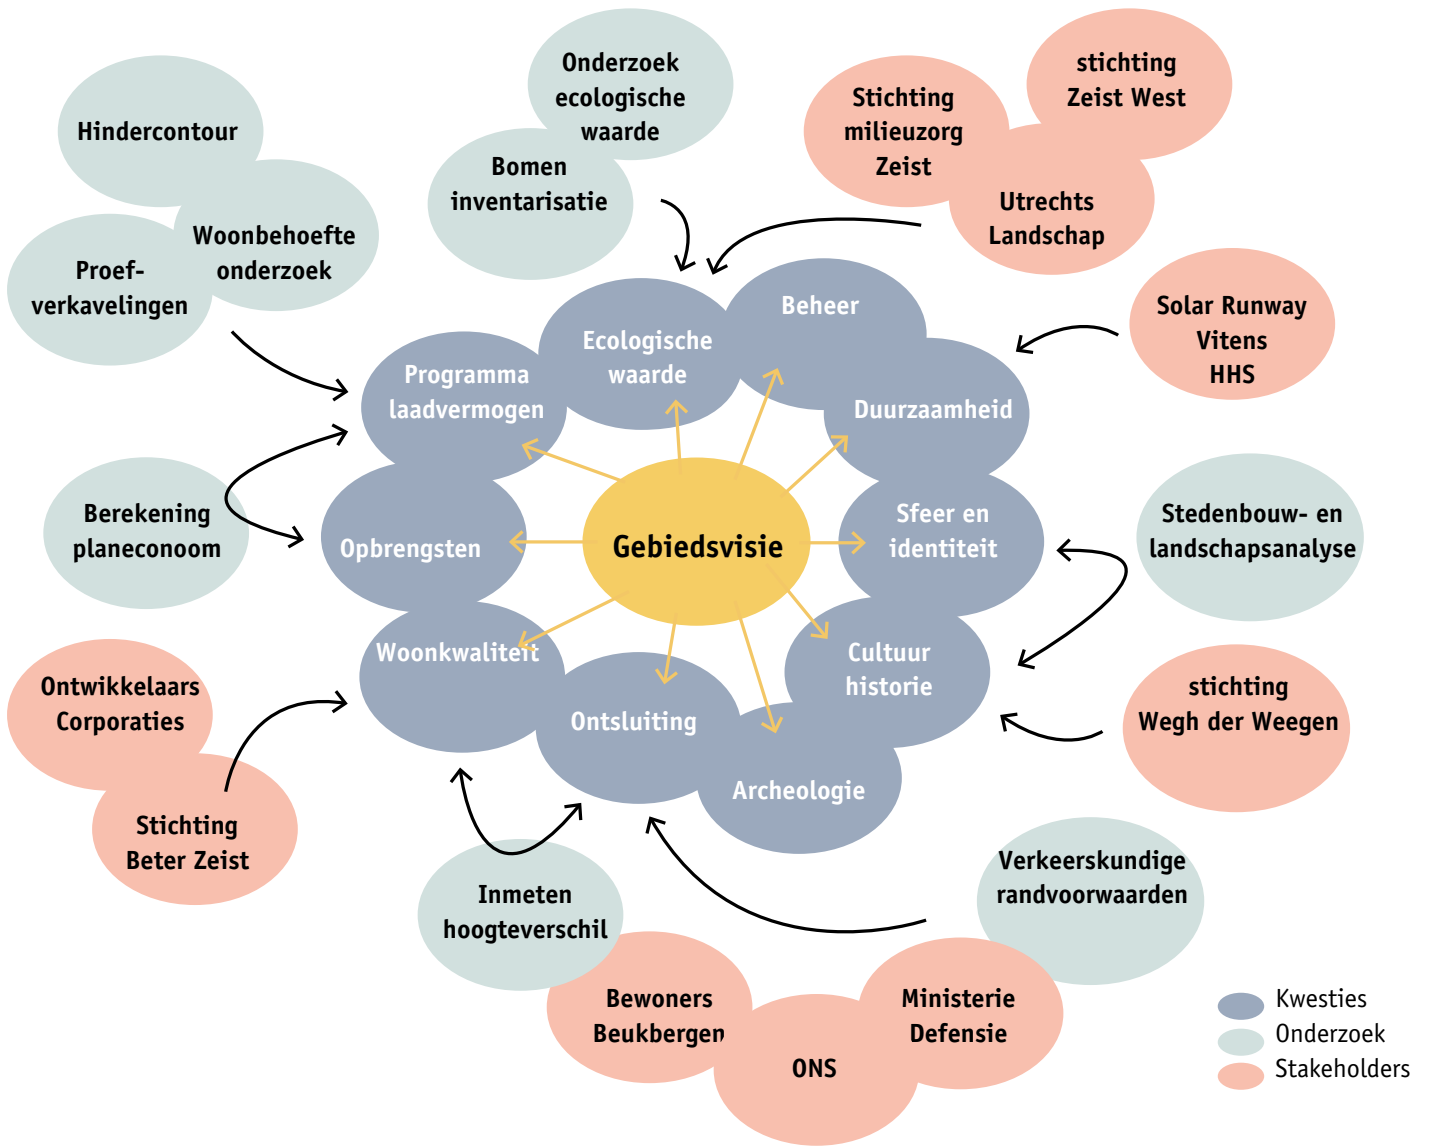 Onderzoek
ecologische
waarde
Bomen
inventarisatie
Hindercontour
Woonbehoefte
onderzoek
Proef-
verkavelingen
Stichting
milieuzorg
Zeist
stichting
Zeist West
Utrechts
Landschap
Solar Runway
Vitens
HHS
Beheer
Ecologische
waarde
Programma
laadvermogen
Duurzaamheid
Berekening
planeconoom
Opbrengsten
Gebiedsvisie
Sfeer en
identiteit
Stedenbouw- en
landschapsanalyse
Woonkwaliteit
Cultuur
historie
Ontsluiting
Archeologie
Ontwikkelaars
Corporaties
Stichting
Beter Zeist
stichting
Wegh der Weegen
Inmeten
hoogteverschil
Verkeerskundige
randvoorwaarden
Bewoners
Beukbergen
ONS
Ministerie
Defensie
Kwesties
Onderzoek
Stakeholders